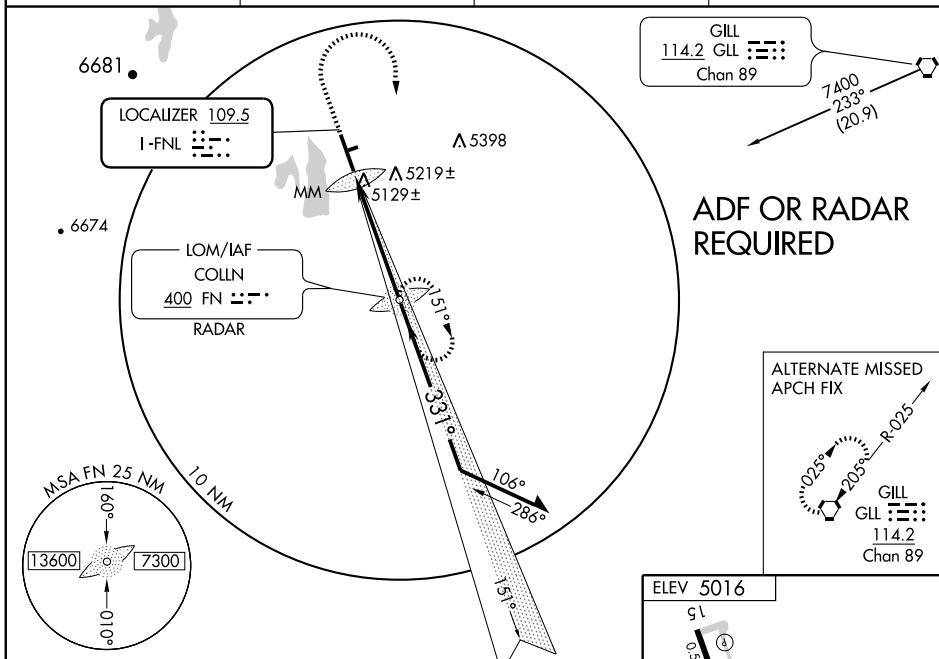 6681
LOCALIZER 109.5
I-FNL
GILL
114.2 GLL
Chan 89
7400
233°
(20.9)
5398
5219±
5129±
MM
6674
ADF OR RADAR
REQUIRED
LOM/IAF
COLLN
400 FN
RADAR
151°
331°
106°
286°
151°
10 NM
MSA FN 25 NM
160°
13600
7300
010°
ALTERNATE MISSED
APCH FIX
R-025
025°
205°
GILL
GLL
114.2
Chan 89
ELEV 5016
15
P